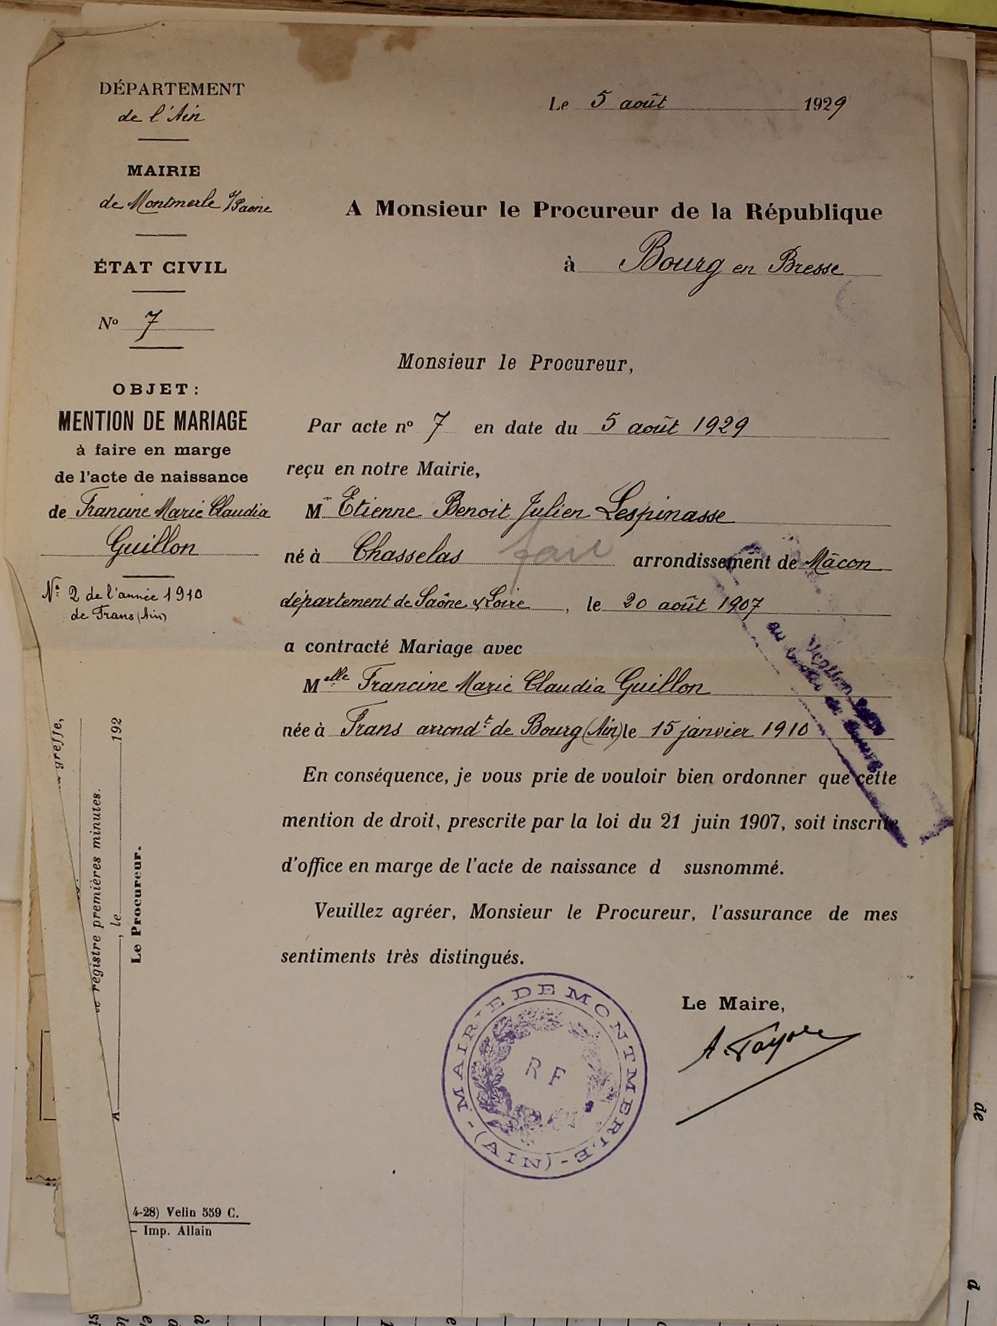 DÉPARTEMENT
de l'Ain
MAIRIE
de Montmerle s/Saône
ÉTAT CIVIL
No 7
OBJET :
MENTION DE MARIAGE
à faire en marge
de l'acte de naissance
de Francine Marie Claudia
Guillon
No 2 de l'année 1910
de Frans (Ain)
Le 5 août 1929
A Monsieur le Procureur de la République
à Bourg en Bresse
Monsieur le Procureur,
Par acte no 7 en date du 5 août 1929
reçu en notre Mairie,
M Etienne Benoit Julien Lespinasse
né à Chasselas arrondissement de Mâcon
fait
département de Saône & Loire, le 20 août 1907
a contracté Mariage avec
Melle Francine Marie Claudia Guillon
née à Frans arrondt de Bourg (Ain) le 15 janvier 1910
En conséquence, je vous prie de vouloir bien ordonner que cette
mention de droit, prescrite par la loi du 21 juin 1907, soit inscrite
d'office en marge de l'acte de naissance d susnommé.
Veuillez agréer, Monsieur le Procureur, l'assurance de mes
sentiments très distingués.
Le Maire,
MAIRIE DE MONTMERLE - (AIN) -
RF
greffe,
registre premières minutes.
A , le 192
Le Procureur.
4-28) Velin 559 C.
– Imp. Allain
de
d